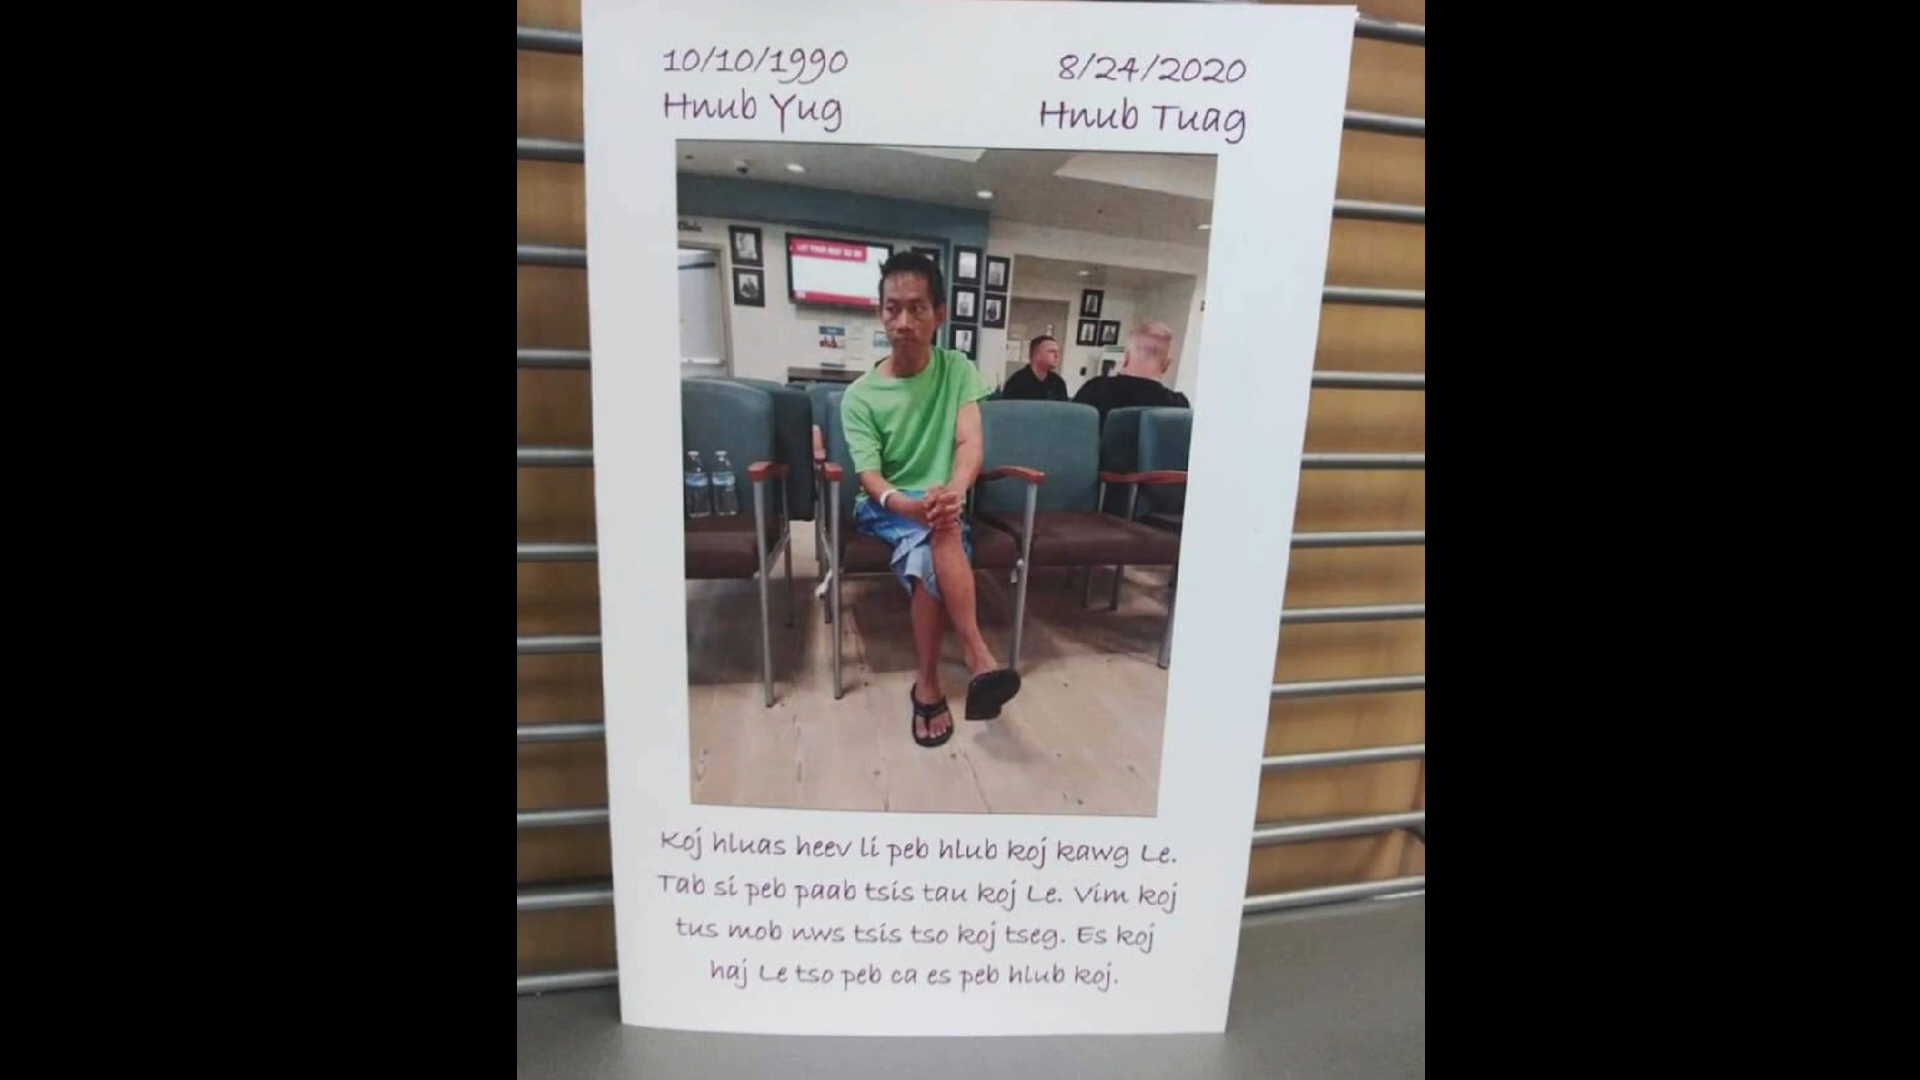 10/10/1990
Hnub Yug
8/24/2020
Hnub Tuag
Koj hluas heev li peb hlub koj kawg Le.
Tab si peb paab tsis tau koj Le. Vim koj
tus mob nws tsis tso koj tseg. Es koj
haj Le tso peb ca es peb hlub koj.